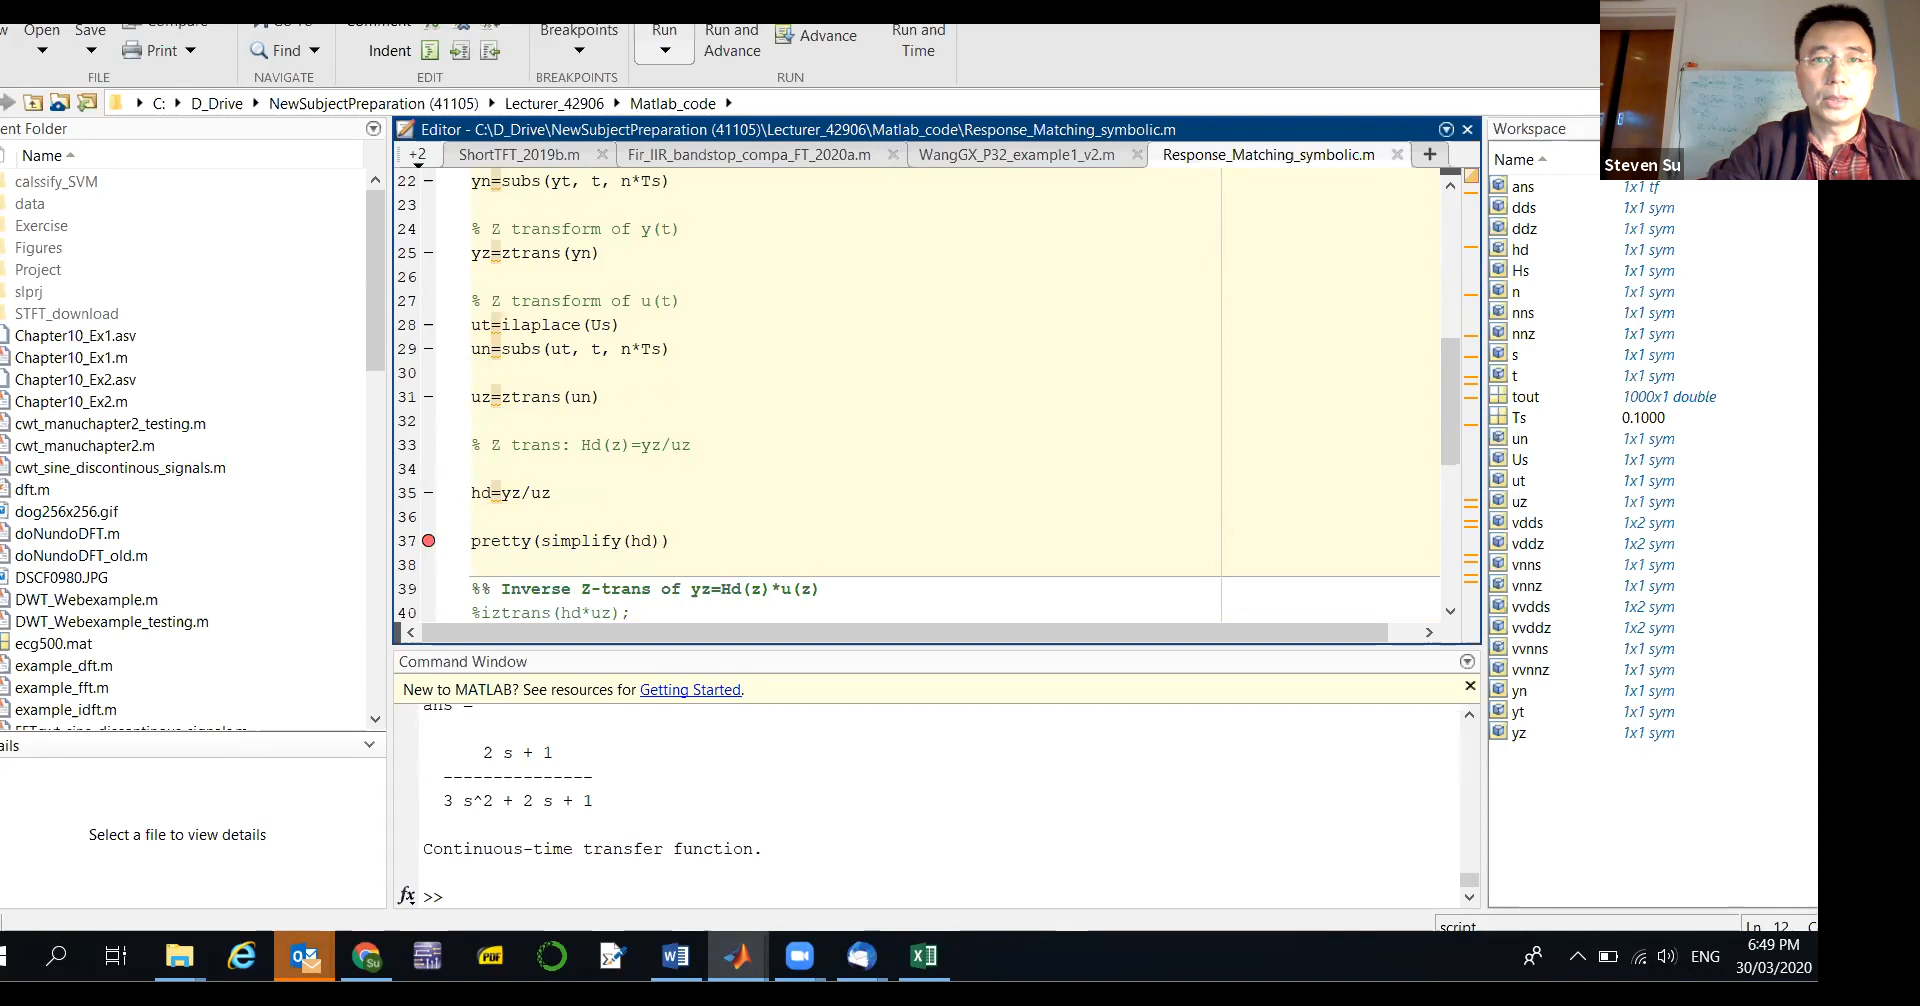 Open Save Compare Print Find Go To Comment Indent Breakpoints Run Run and Advance Advance Run and Time
FILE NAVIGATE EDIT BREAKPOINTS RUN
C: D_Drive NewSubjectPreparation (41105) Lecturer_42906 Matlab_code
ent Folder
Name
calssify_SVM
data
Exercise
Figures
Project
slprj
STFT_download
Chapter10_Ex1.asv
Chapter10_Ex1.m
Chapter10_Ex2.asv
Chapter10_Ex2.m
cwt_manuchapter2_testing.m
cwt_manuchapter2.m
cwt_sine_discontinous_signals.m
dft.m
dog256x256.gif
doNundoDFT.m
doNundoDFT_old.m
DSCF0980.JPG
DWT_Webexample.m
DWT_Webexample_testing.m
ecg500.mat
example_dft.m
example_fft.m
example_idft.m
ails
Select a file to view details
Editor - C:\D_Drive\NewSubjectPreparation (41105)\Lecturer_42906\Matlab_code\Response_Matching_symbolic.m
+2 ShortTFT_2019b.m Fir_IIR_bandstop_compa_FT_2020a.m WangGX_P32_example1_v2.m Response_Matching_symbolic.m
22 – yn=subs(yt, t, n*Ts)
23
24 % Z transform of y(t)
25 – yz=ztrans(yn)
26
27 % Z transform of u(t)
28 – ut=ilaplace(Us)
29 – un=subs(ut, t, n*Ts)
30
31 – uz=ztrans(un)
32
33 % Z trans: Hd(z)=yz/uz
34
35 – hd=yz/uz
36
37 pretty(simplify(hd))
38
39 %% Inverse Z-trans of yz=Hd(z)*u(z)
40 %iztrans(hd*uz);
Command Window
New to MATLAB? See resources for Getting Started.
ans =
2 s + 1
---------------
3 s^2 + 2 s + 1
Continuous-time transfer function.
fx >>
Workspace
Name
ans 1x1 tf
dds 1x1 sym
ddz 1x1 sym
hd 1x1 sym
Hs 1x1 sym
n 1x1 sym
nns 1x1 sym
nnz 1x1 sym
s 1x1 sym
t 1x1 sym
tout 1000x1 double
Ts 0.1000
un 1x1 sym
Us 1x1 sym
ut 1x1 sym
uz 1x1 sym
vdds 1x2 sym
vddz 1x2 sym
vnns 1x1 sym
vnnz 1x1 sym
vvdds 1x2 sym
vvddz 1x2 sym
vvnns 1x1 sym
vvnnz 1x1 sym
yn 1x1 sym
yt 1x1 sym
yz 1x1 sym
Steven Su
script Ln 12 C
ENG
6:49 PM
30/03/2020